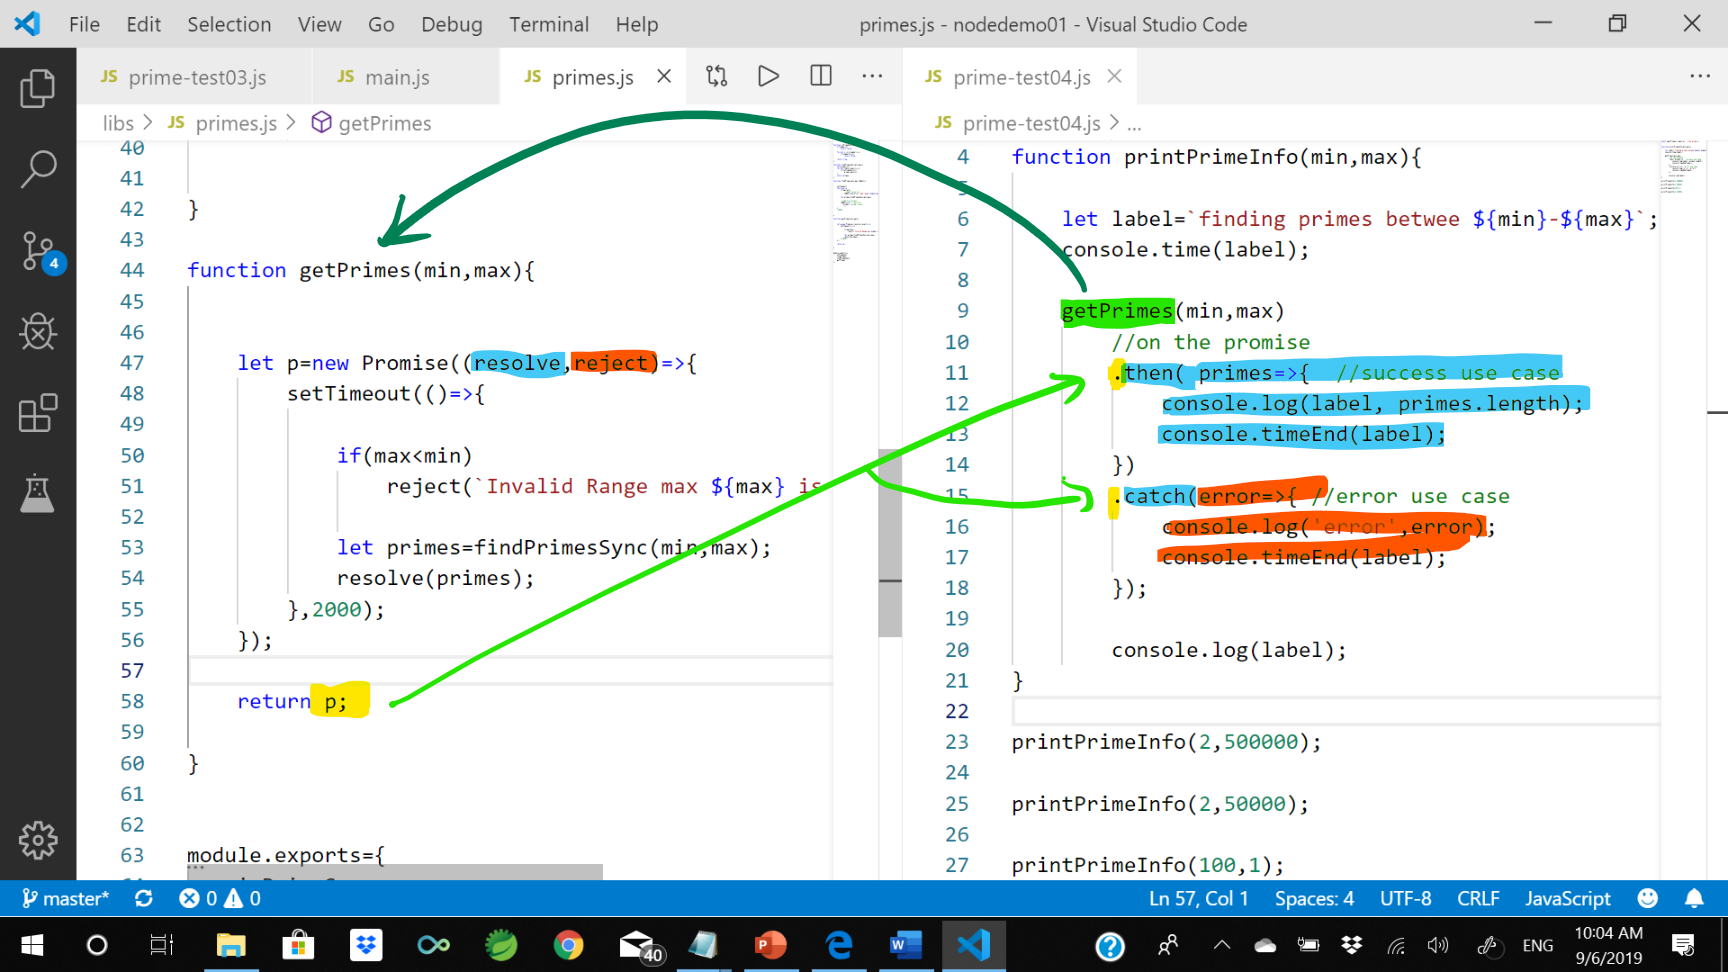 File Edit Selection View Go Debug Terminal Help
primes.js - nodedemo01 - Visual Studio Code
JS prime-test03.js
JS main.js
JS primes.js
JS prime-test04.js
libs > JS primes.js > getPrimes
JS prime-test04.js > ...
40
41
42 }
43
44 function getPrimes(min,max){
45
46
47 let p=new Promise((resolve,reject)=>{
48 setTimeout(()=>{
49
50 if(max<min)
51 reject(`Invalid Range max ${max} is
52
53 let primes=findPrimesSync(min,max);
54 resolve(primes);
55 },2000);
56 });
57
58 return p;
59
60 }
61
62
63 module.exports={
4 function printPrimeInfo(min,max){
6 let label=`finding primes betwee ${min}-${max}`;
7 console.time(label);
8
9 getPrimes(min,max)
10 //on the promise
11 .then( primes=>{ //success use case
12 console.log(label, primes.length);
13 console.timeEnd(label);
14 })
15 .catch(error=>{ //error use case
16 console.log('error',error);
17 console.timeEnd(label);
18 });
19
20 console.log(label);
21 }
22
23 printPrimeInfo(2,500000);
24
25 printPrimeInfo(2,50000);
26
27 printPrimeInfo(100,1);
4
master* 0 0
Ln 57, Col 1 Spaces: 4 UTF-8 CRLF JavaScript
40
ENG
10:04 AM
9/6/2019